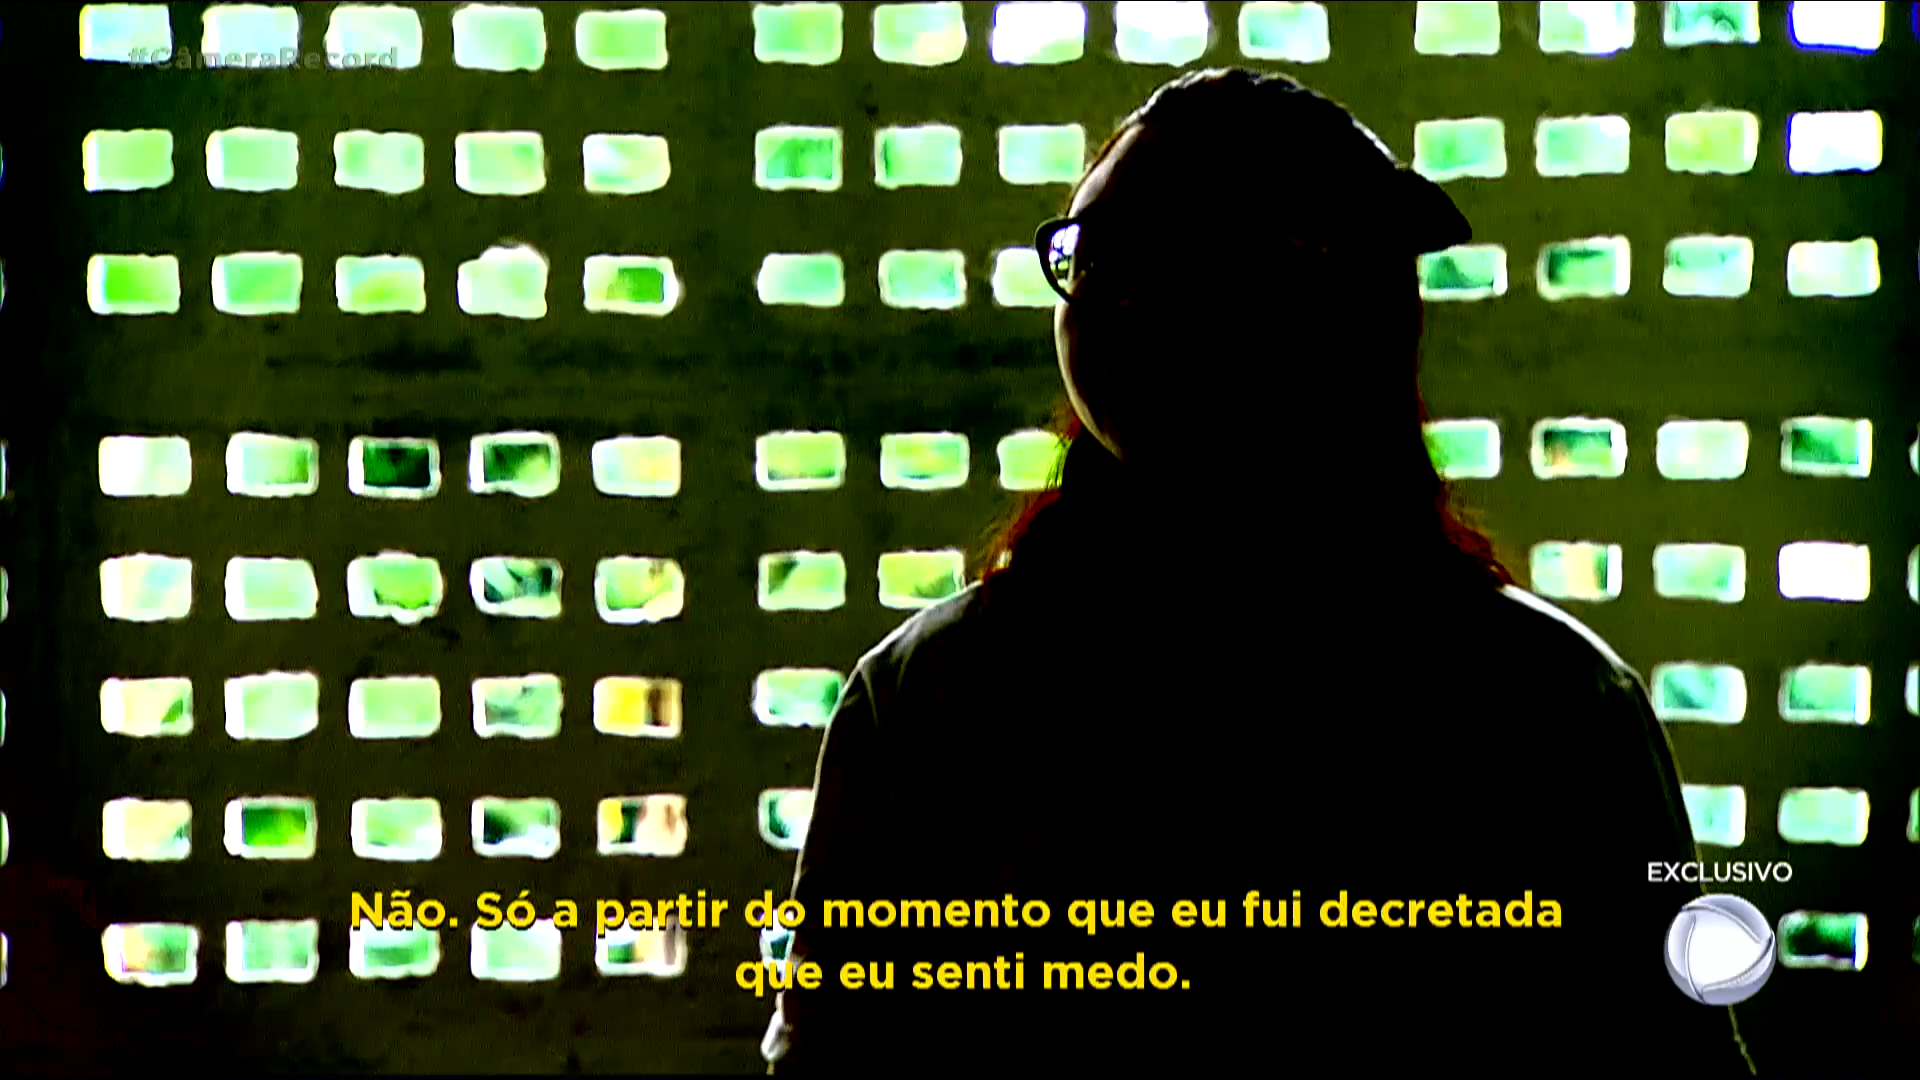 #CâmeraRecord
EXCLUSIVO
Não. Só a partir do momento que eu fui decretada
que eu senti medo.